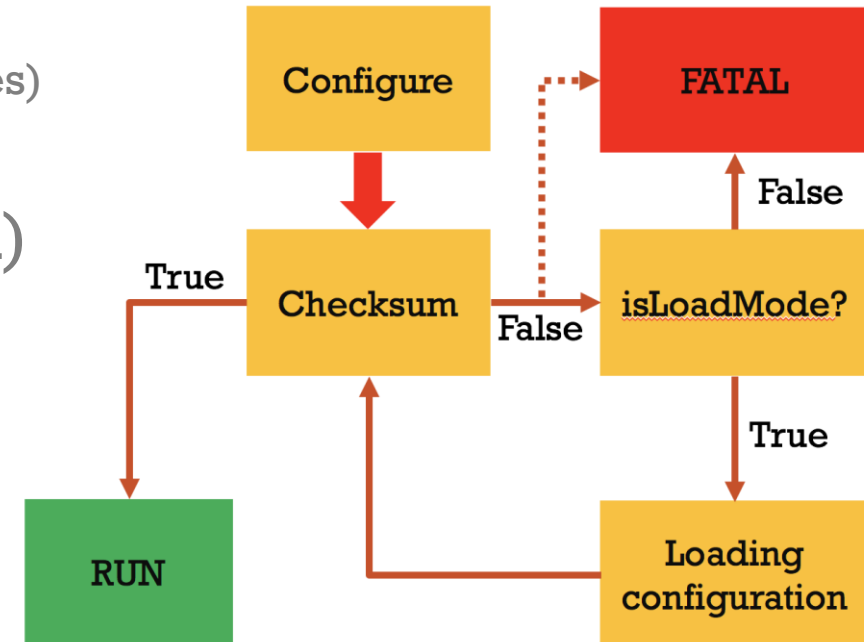 Configure
FATAL
False
True
Checksum
False
isLoadMode?
True
RUN
Loading
configuration